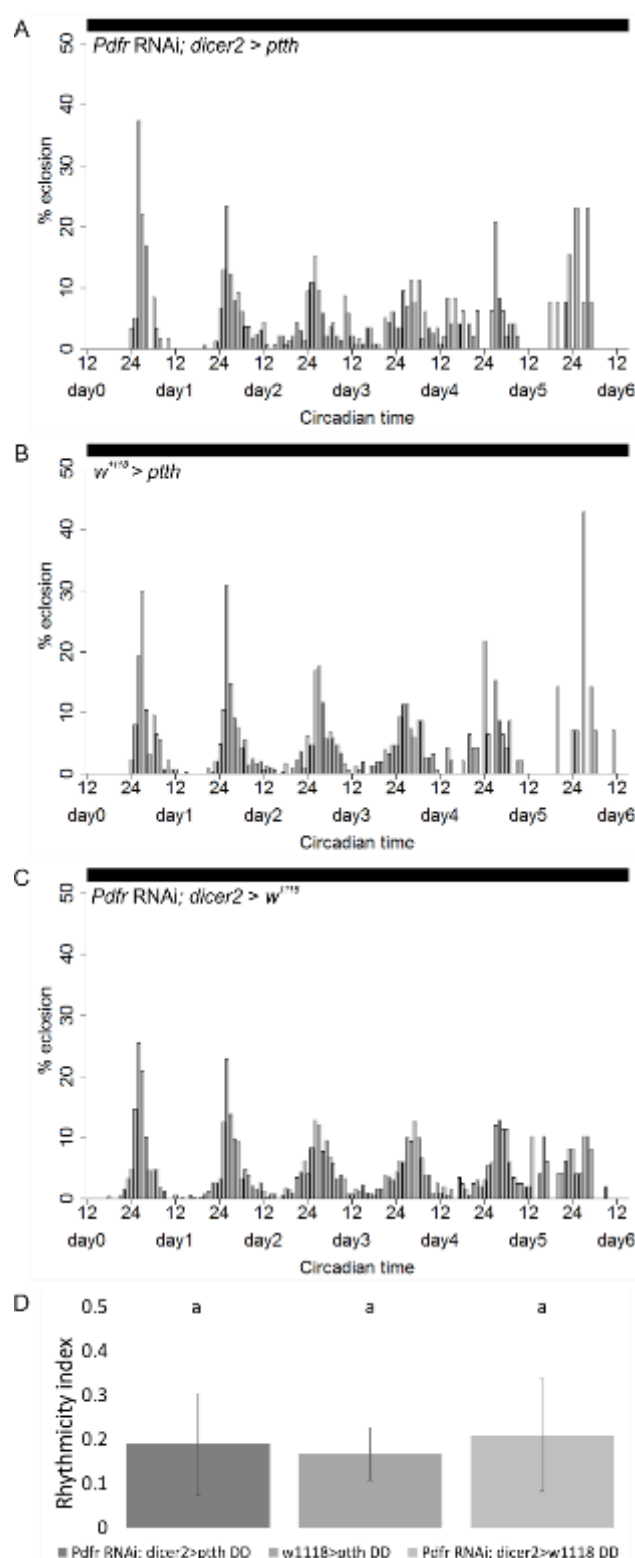 A
Pdfr RNAi; dicer2 > ptth
% eclosion
50
40
30
20
10
0
12 24 12 24 12 24 12 24 12 24 12 24 12
day0 day1 day2 day3 day4 day5 day6
Circadian time
B
w1118 > ptth
% eclosion
50
40
30
20
10
0
12 24 12 24 12 24 12 24 12 24 12 24 12
day0 day1 day2 day3 day4 day5 day6
Circadian time
C
Pdfr RNAi; dicer2 > w1118
% eclosion
50
40
30
20
10
0
12 24 12 24 12 24 12 24 12 24 12 24 12
day0 day1 day2 day3 day4 day5 day6
Circadian time
D
Rhythmicity index
0.5
0.4
0.3
0.2
0.1
0
a a a
Pdfr RNAi; dicer2>ptth DD w1118>ptth DD Pdfr RNAi; dicer2>w1118 DD